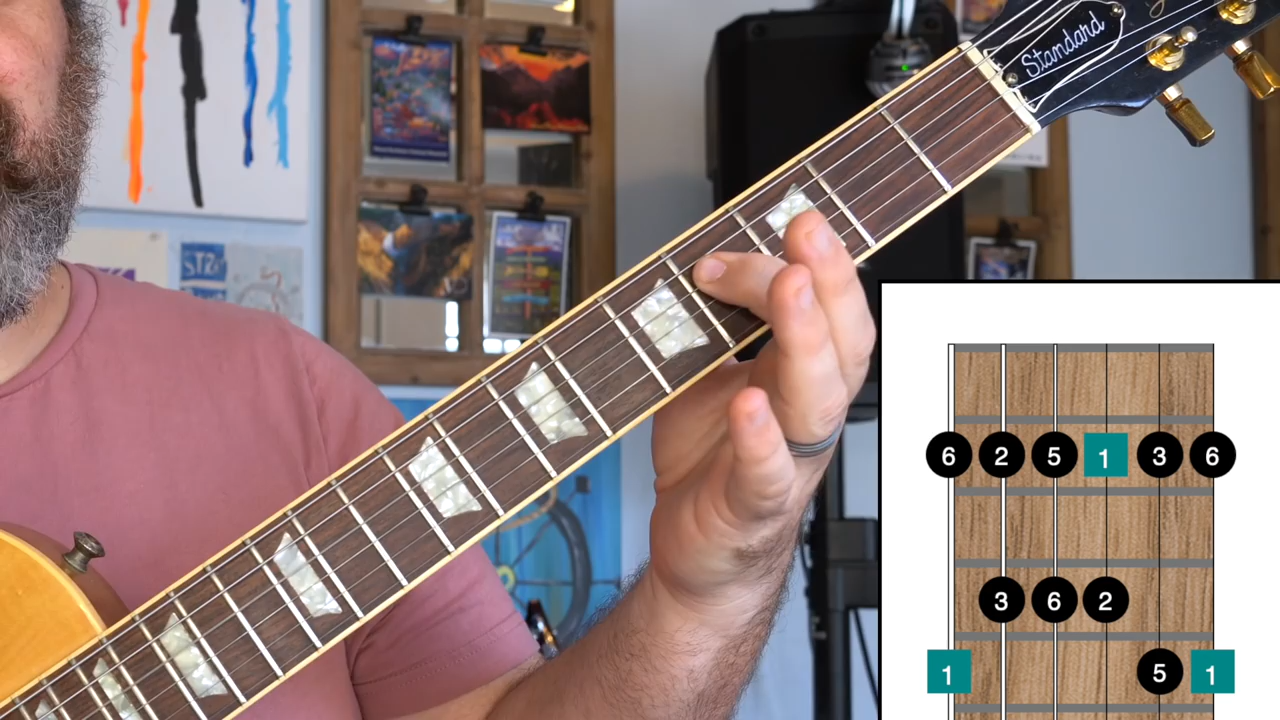 Standard
6 2 5 1 3 6
3 6 2
1 5 1